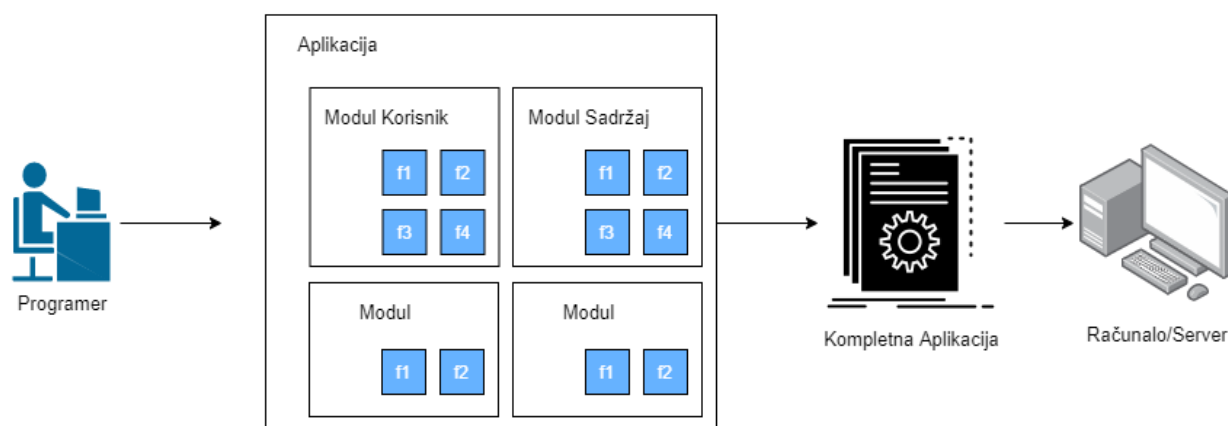 Aplikacija
Modul Korisnik
f1 f2
f3 f4
Modul Sadržaj
f1 f2
f3 f4
Modul
f1 f2
Modul
f1 f2
Programer
Kompletna Aplikacija
Računalo/Server